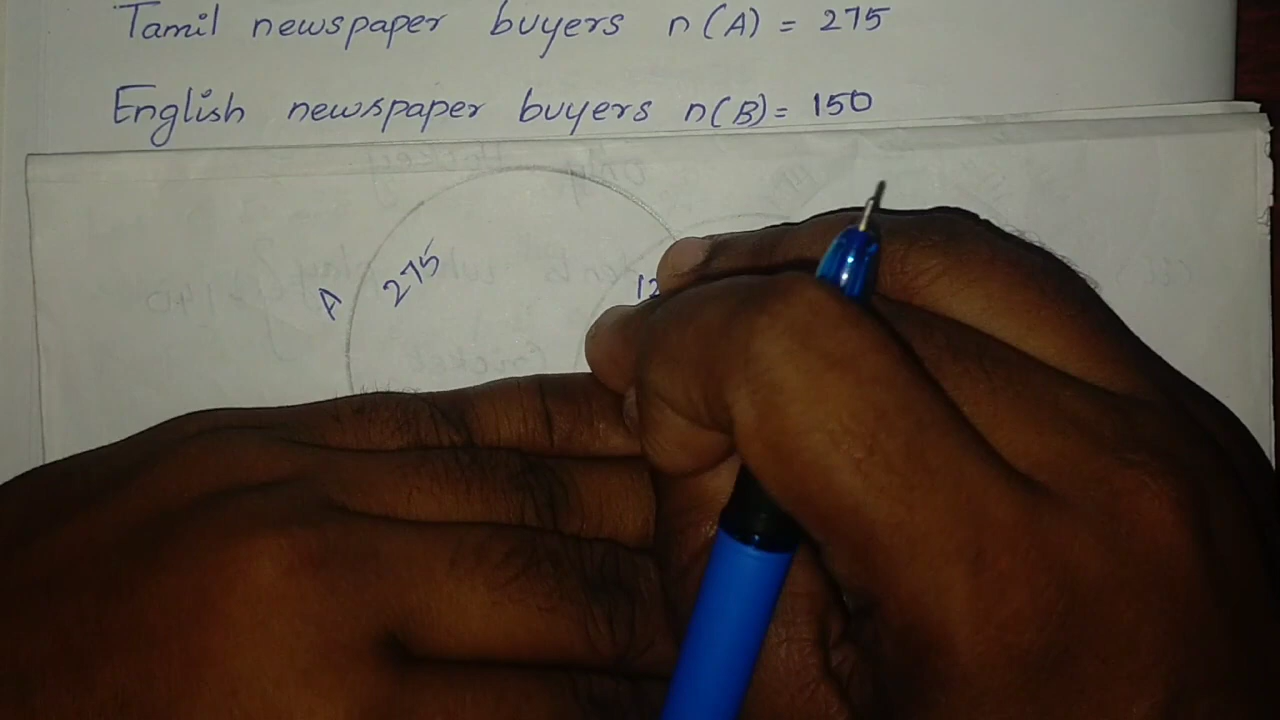 Tamil newspaper buyers n(A) = 275
English newspaper buyers n(B)= 150
A 275